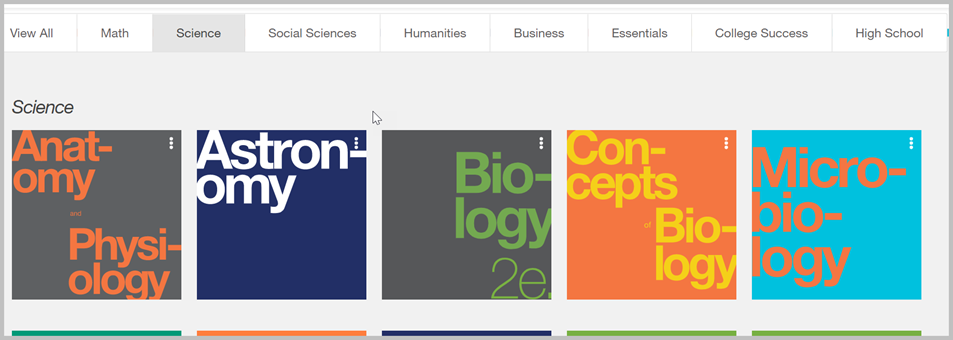 View All Math Science Social Sciences Humanities Business Essentials College Success High School
Science
Anat-
omy
and
Physi-
ology
Astron-
omy
Bio-
logy
2e.
Con-
cepts
of
Bio-
logy
Micro-
bio-
logy